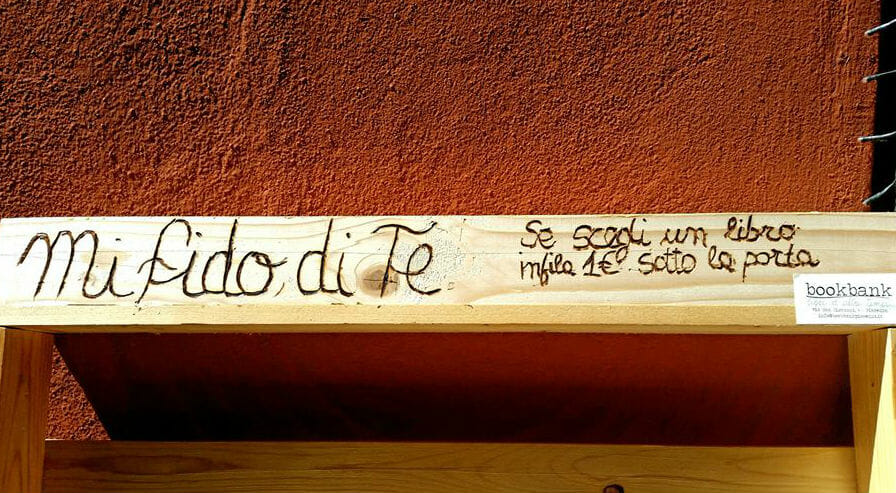 Mi fido di Te
Se scegli un libro
infila 1€ sotto la porta
bookbank